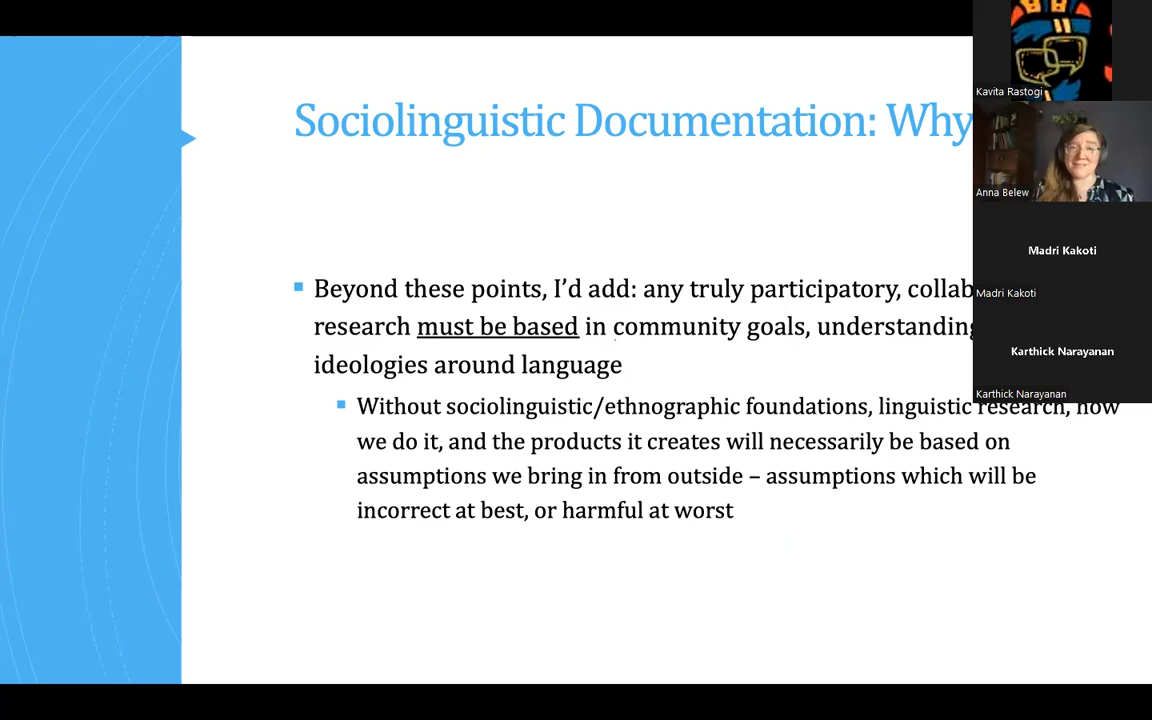 Sociolinguistic Documentation: Why
Beyond these points, I’d add: any truly participatory, collab
research must be based in community goals, understanding
ideologies around language
Without sociolinguistic/ethnographic foundations, linguistic research, how
we do it, and the products it creates will necessarily be based on
assumptions we bring in from outside – assumptions which will be
incorrect at best, or harmful at worst
Kavita Rastogi
Anna Belew
Madri Kakoti
Madri Kakoti
Karthick Narayanan
Karthick Narayanan